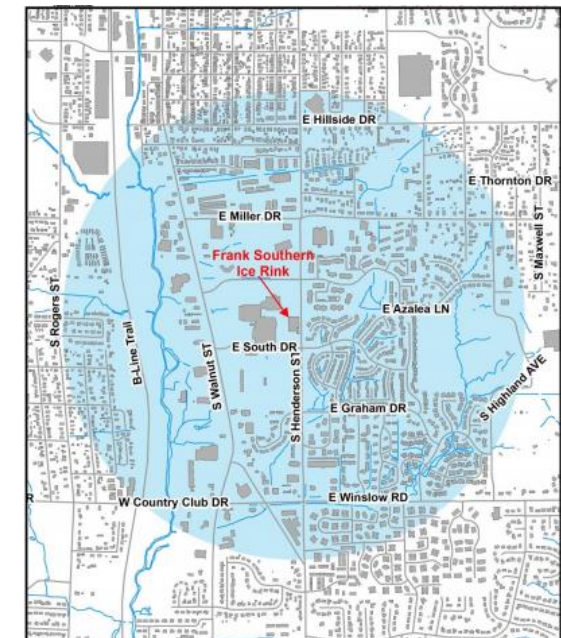 E Hillside DR
E Thornton DR
S Maxwell ST
E Miller DR
Frank Southern
Ice Rink
S Rogers ST
B-Line Trail
S Walnut ST
E Azalea LN
E South DR
S Henderson ST
S Highland AVE
E Graham DR
R
W Country Club DR
E Winslow RD